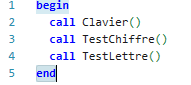 1 begin
2 call Clavier()
3 call TestChiffre()
4 call TestLettre()
5 end